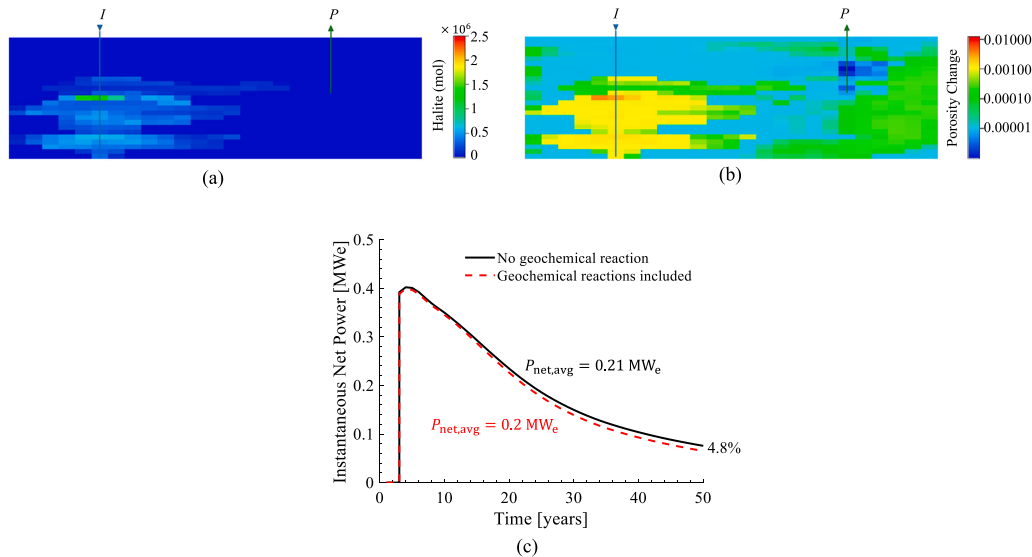 I
P
× 10⁶
2.5
2
1.5
1
0.5
0
Halite (mol)
(a)
I
P
0.01000
0.00100
0.00010
0.00001
Porosity Change
(b)
0.5
0.4
0.3
0.2
0.1
0
Instantaneous Net Power [MWe]
No geochemical reaction
Geochemical reactions included
P_net,avg = 0.21 MW_e
P_net,avg = 0.2 MW_e
4.8%
0
10
20
30
40
50
Time [years]
(c)